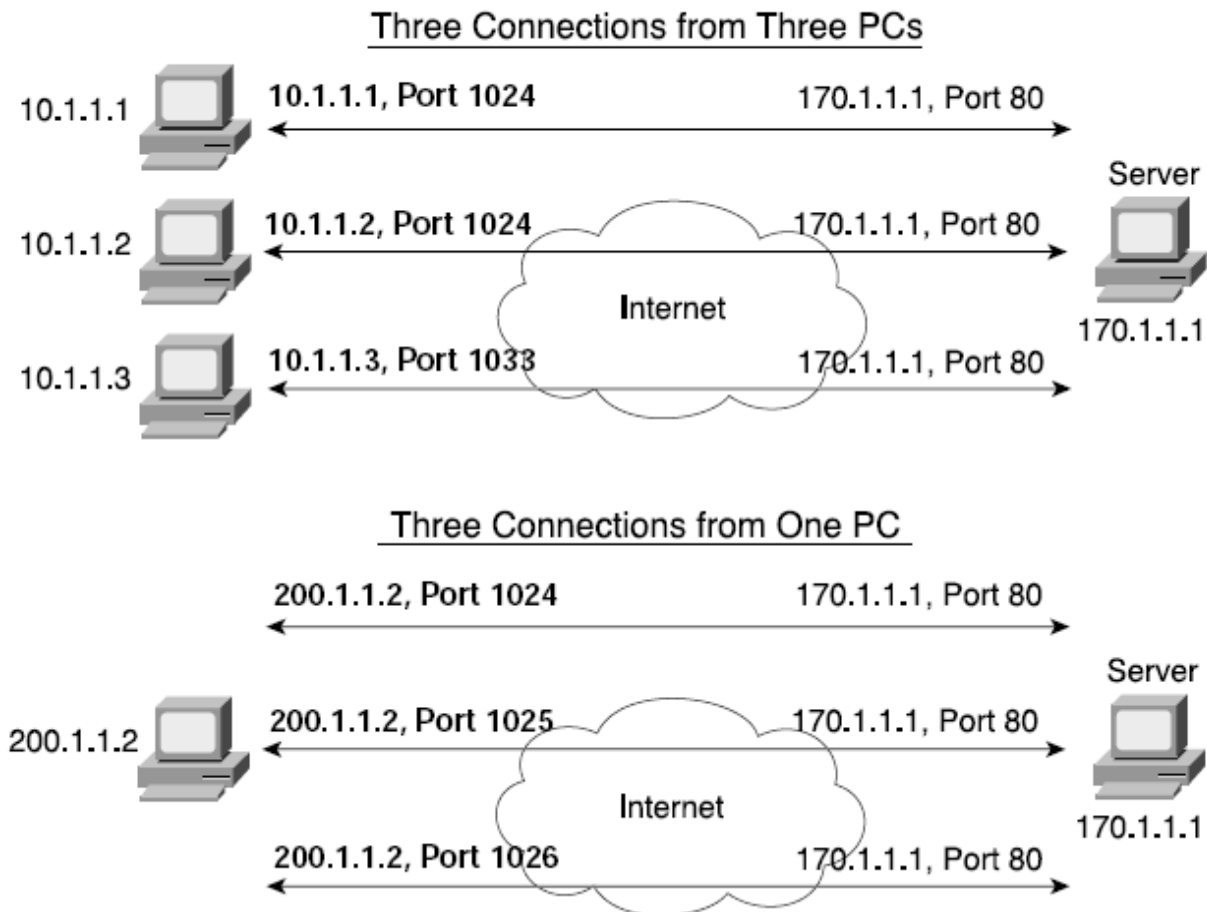 Three Connections from Three PCs
10.1.1.1
10.1.1.1, Port 1024
170.1.1.1, Port 80
Server
10.1.1.2
10.1.1.2, Port 1024
170.1.1.1, Port 80
Internet
170.1.1.1
10.1.1.3
10.1.1.3, Port 1033
170.1.1.1, Port 80
Three Connections from One PC
200.1.1.2, Port 1024
170.1.1.1, Port 80
Server
200.1.1.2
200.1.1.2, Port 1025
170.1.1.1, Port 80
Internet
170.1.1.1
200.1.1.2, Port 1026
170.1.1.1, Port 80